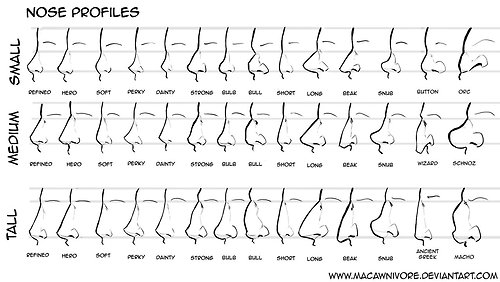 NOSE PROFILES
SMALL
REFINED HERO SOFT PERKY DAINTY STRONG BULB BULL SHORT LONG BEAK SNUB BUTTON ORC
MEDIUM
REFINED HERO SOFT PERKY DAINTY STRONG BULB BULL SHORT LONG BEAK SNUB WIZARD SCHNOZ
TALL
REFINED HERO SOFT PERKY DAINTY STRONG BULB BULL SHORT LONG BEAK SNUB ANCIENT GREEK MACHO
WWW.MACAWNIVORE.DEVIANTART.COM